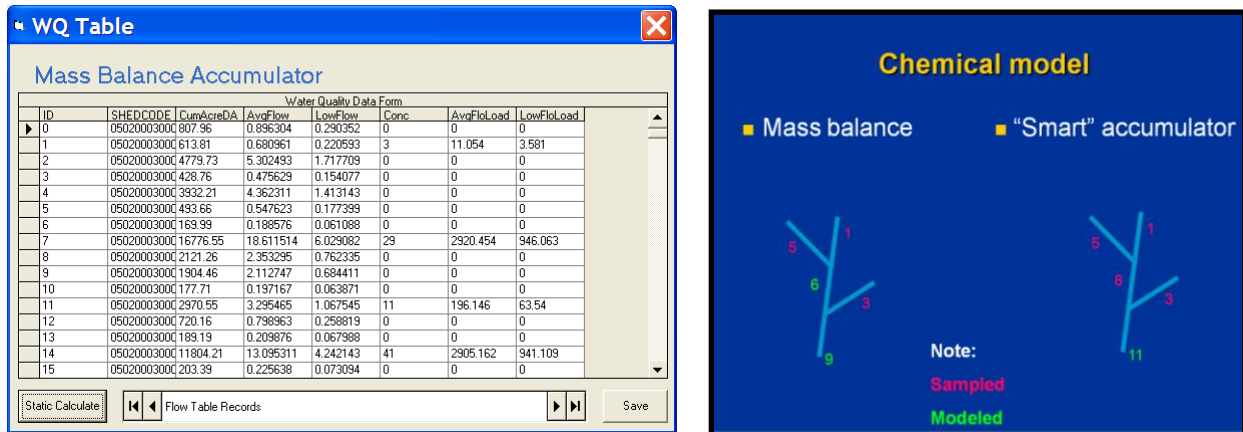 WQ Table
Mass Balance Accumulator
Water Quality Data Form
ID SHEDCODE CumAcreDA AvgFlow LowFlow Conc AvgFloLoad LowFloLoad
0 05020003000 807.96 0.896304 0.290352 0 0 0
1 05020003000 613.81 0.680961 0.220593 3 11.054 3.581
2 05020003000 4779.73 5.302493 1.717709 0 0 0
3 05020003000 428.76 0.475629 0.154077 0 0 0
4 05020003000 3932.21 4.362311 1.413143 0 0 0
5 05020003000 493.66 0.547623 0.177399 0 0 0
6 05020003000 169.99 0.188576 0.061088 0 0 0
7 05020003000 16776.55 18.611514 6.029082 29 2920.454 946.063
8 05020003000 2121.26 2.353295 0.762335 0 0 0
9 05020003000 1904.46 2.112747 0.684411 0 0 0
10 05020003000 177.71 0.197167 0.063871 0 0 0
11 05020003000 2970.55 3.295465 1.067545 11 196.146 63.54
12 05020003000 720.16 0.798963 0.258819 0 0 0
13 05020003000 189.19 0.209876 0.067988 0 0 0
14 05020003000 11804.21 13.095311 4.242143 41 2905.162 941.109
15 05020003000 203.39 0.225638 0.073094 0 0 0
Static Calculate Flow Table Records Save
Chemical model
Mass balance
"Smart" accumulator
5 1
6
3
9
5 1
8
3
11
Note:
Sampled
Modeled